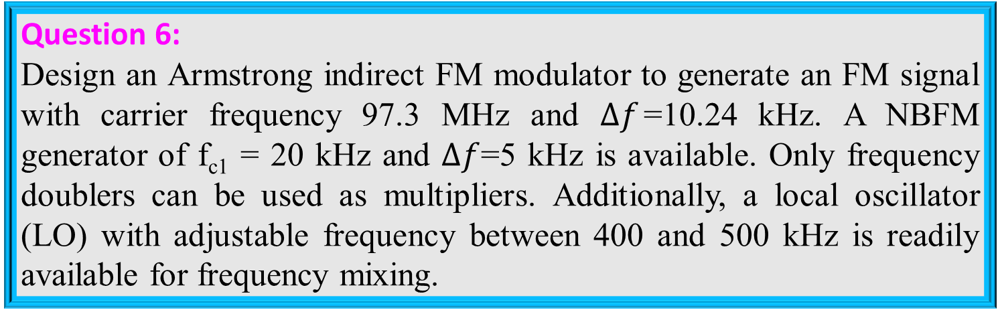 Question 6:
Design an Armstrong indirect FM modulator to generate an FM signal
with carrier frequency 97.3 MHz and Δf=10.24 kHz. A NBFM
generator of fc1 = 20 kHz and Δf=5 kHz is available. Only frequency
doublers can be used as multipliers. Additionally, a local oscillator
(LO) with adjustable frequency between 400 and 500 kHz is readily
available for frequency mixing.